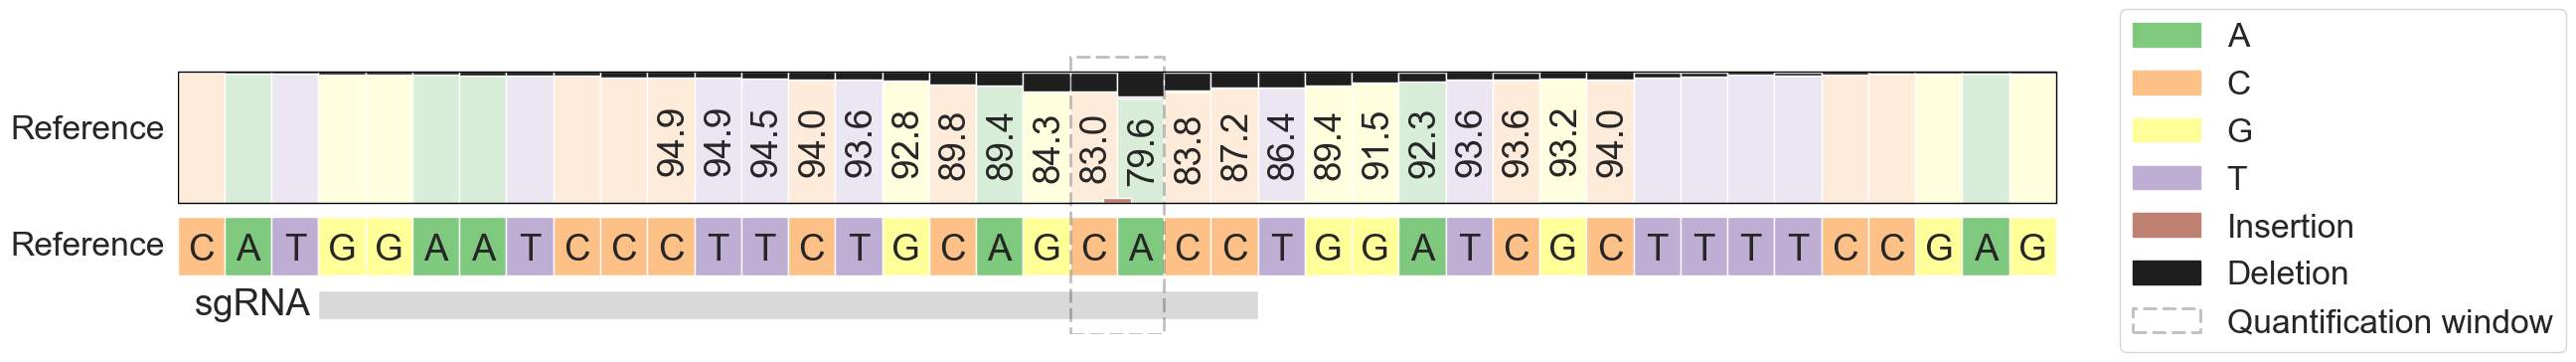 Reference 94.9 94.9 94.5 94.0 93.6 92.8 89.8 89.4 84.3 83.0 79.6 83.8 87.2 86.4 89.4 91.5 92.3 93.6 93.6 93.2 94.0
Reference C A T G G A A T C C C T T C T G C A G C A C C T G G A T C G C T T T T C C G A G
sgRNA
A
C
G
T
Insertion
Deletion
Quantification window